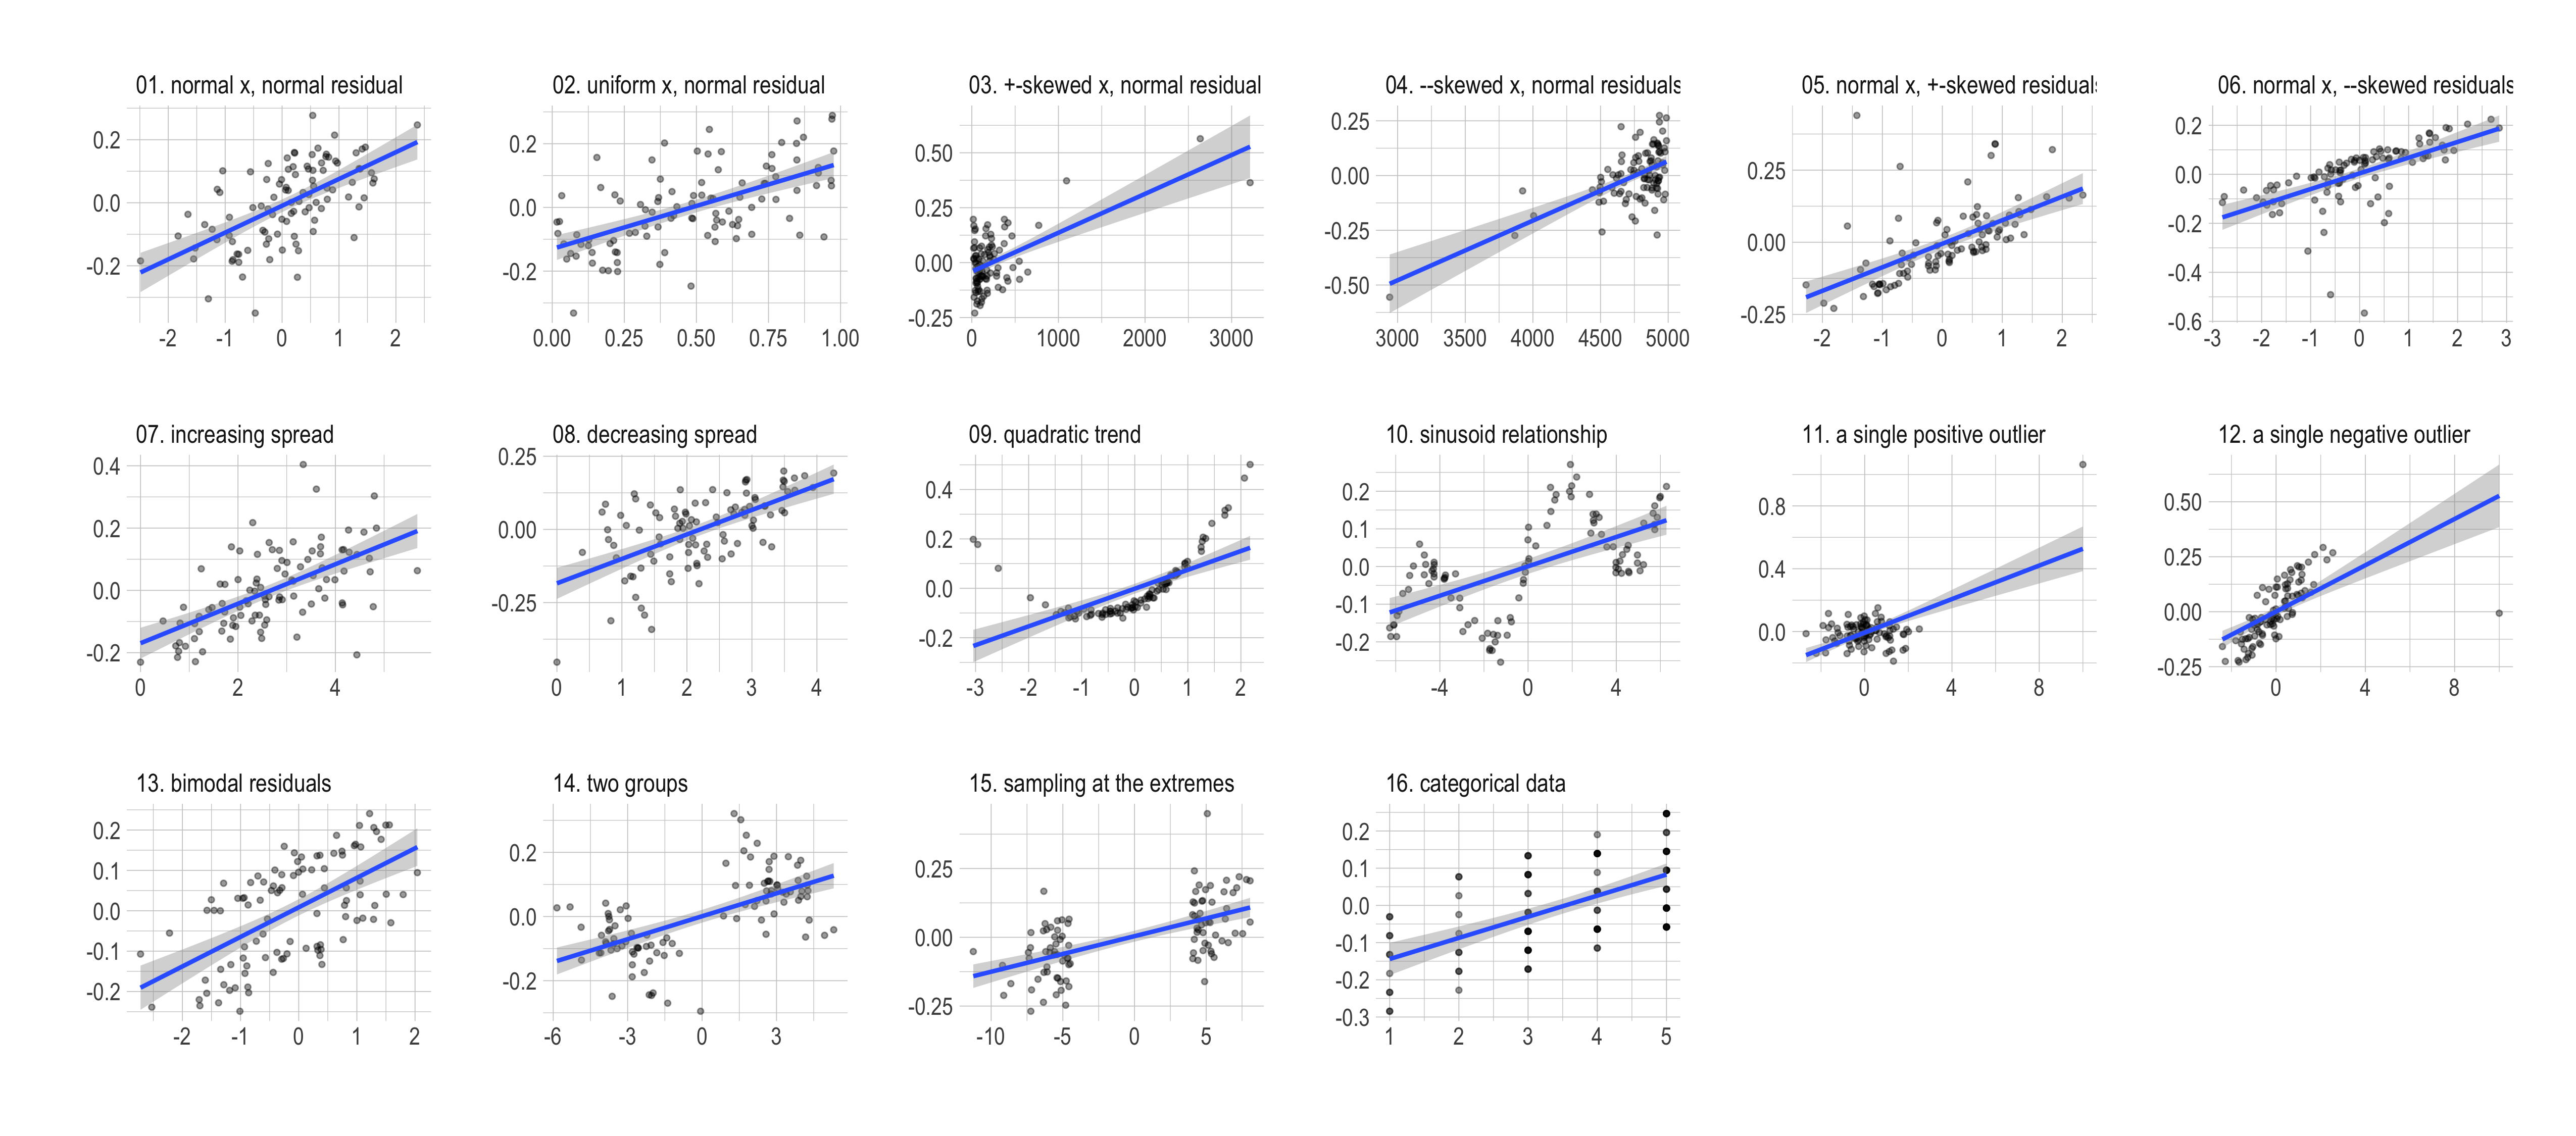 01. normal x, normal residual
0.2
0.0
-0.2
-2 -1 0 1 2
02. uniform x, normal residual
0.2
0.0
-0.2
0.00 0.25 0.50 0.75 1.00
03. +-skewed x, normal residual
0.50
0.25
0.00
-0.25
0 1000 2000 3000
04. --skewed x, normal residuals
0.25
0.00
-0.25
-0.50
3000 3500 4000 4500 5000
05. normal x, +-skewed residuals
0.25
0.00
-0.25
-2 -1 0 1 2
06. normal x, --skewed residuals
0.2
0.0
-0.2
-0.4
-0.6
-3 -2 -1 0 1 2 3
07. increasing spread
0.4
0.2
0.0
-0.2
0 2 4
08. decreasing spread
0.25
0.00
-0.25
0 1 2 3 4
09. quadratic trend
0.4
0.2
0.0
-0.2
-3 -2 -1 0 1 2
10. sinusoid relationship
0.2
0.1
0.0
-0.1
-0.2
-4 0 4
11. a single positive outlier
0.8
0.4
0.0
0 4 8
12. a single negative outlier
0.50
0.25
0.00
-0.25
0 4 8
13. bimodal residuals
0.2
0.1
0.0
-0.1
-0.2
-2 -1 0 1 2
14. two groups
0.2
0.0
-0.2
-6 -3 0 3
15. sampling at the extremes
0.25
0.00
-0.25
-10 -5 0 5
16. categorical data
0.2
0.1
0.0
-0.1
-0.2
-0.3
1 2 3 4 5